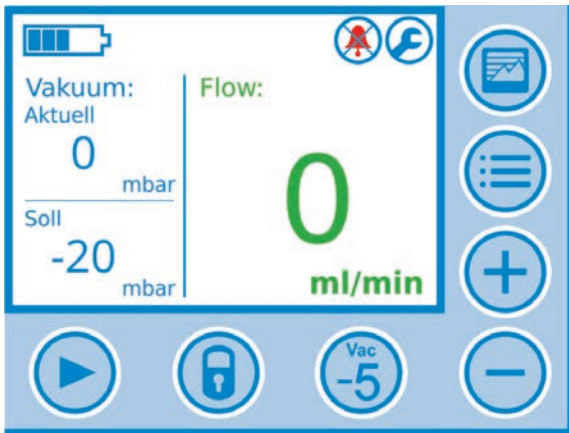 Vakuum:
Aktuell
0
mbar
Soll
-20
mbar
Flow:
0
ml/min
Vac
-5